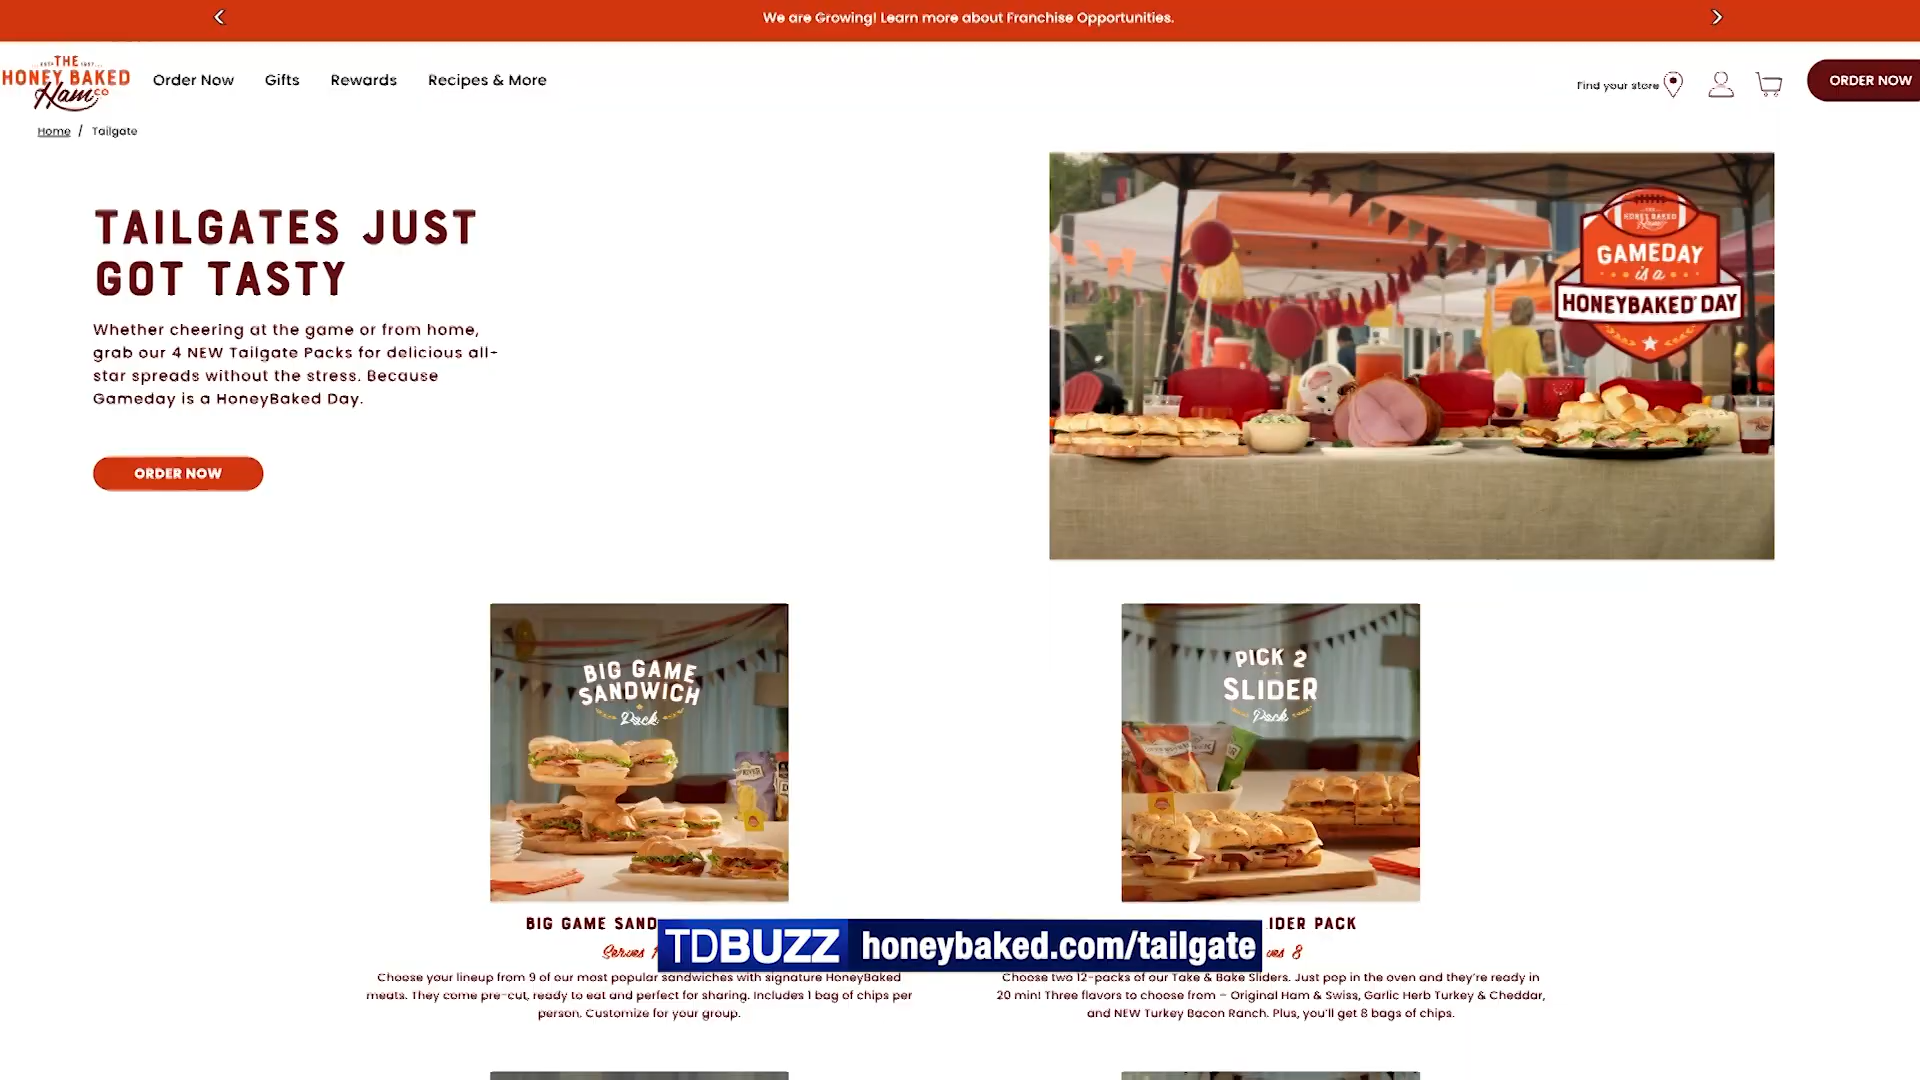 We are Growing! Learn more about Franchise Opportunities.
THE
HONEY BAKED
Ham CO
Order Now
Gifts
Rewards
Recipes & More
Find your store
ORDER NOW
Home / Tailgate
TAILGATES JUST
GOT TASTY
Whether cheering at the game or from home,
grab our 4 NEW Tailgate Packs for delicious all-
star spreads without the stress. Because
Gameday is a HoneyBaked Day.
ORDER NOW
THE
HONEY BAKED
Ham
GAMEDAY
is a
HONEYBAKED® DAY
BIG GAME
SANDWICH
Pack
PICK 2
SLIDER
Pack
BIG GAME
Serves
SLIDER PACK
8
TDBUZZ honeybaked.com/tailgate
Choose your lineup from 9 of our most popular sandwiches with signature HoneyBaked
meats. They come pre-cut, ready to eat and perfect for sharing. Includes 1 bag of chips per
person. Customize for your group.
Choose two 12-packs of our Take & Bake Sliders. Just pop in the oven and they're ready in
20 min! Three flavors to choose from – Original Ham & Swiss, Garlic Herb Turkey & Cheddar,
and NEW Turkey Bacon Ranch. Plus, you'll get 8 bags of chips.